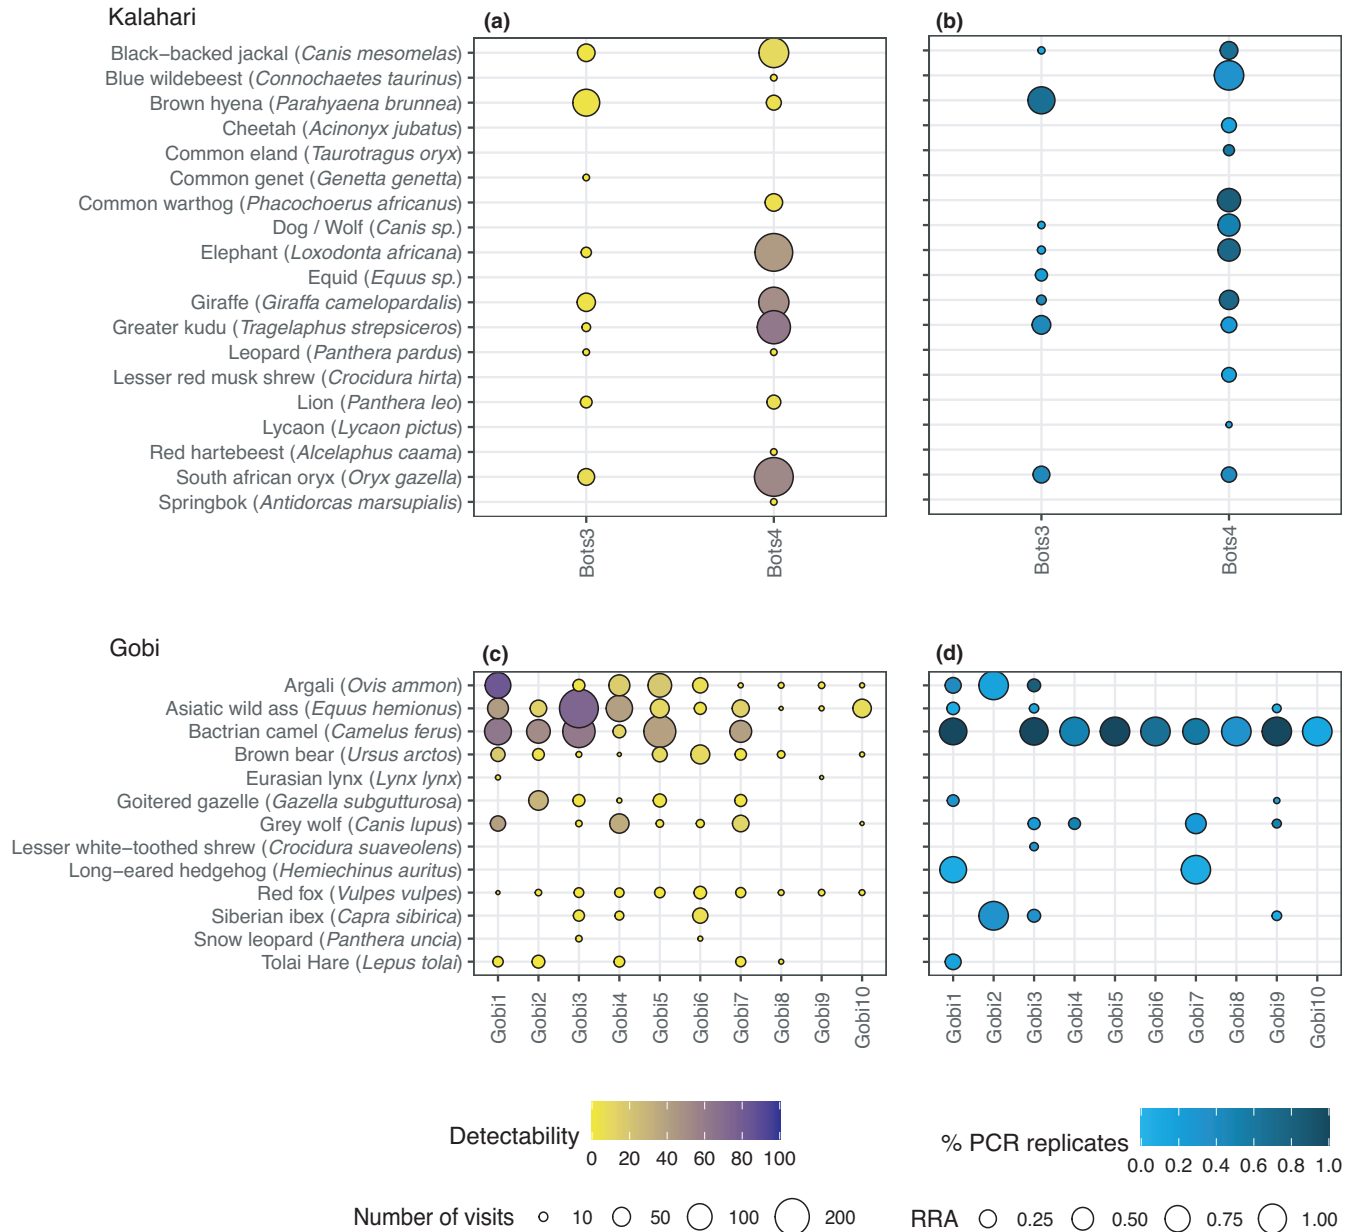 Kalahari
(a)
(b)
Black−backed jackal (Canis mesomelas)
Blue wildebeest (Connochaetes taurinus)
Brown hyena (Parahyaena brunnea)
Cheetah (Acinonyx jubatus)
Common eland (Taurotragus oryx)
Common genet (Genetta genetta)
Common warthog (Phacochoerus africanus)
Dog / Wolf (Canis sp.)
Elephant (Loxodonta africana)
Equid (Equus sp.)
Giraffe (Giraffa camelopardalis)
Greater kudu (Tragelaphus strepsiceros)
Leopard (Panthera pardus)
Lesser red musk shrew (Crocidura hirta)
Lion (Panthera leo)
Lycaon (Lycaon pictus)
Red hartebeest (Alcelaphus caama)
South african oryx (Oryx gazella)
Springbok (Antidorcas marsupialis)
Bots3
Bots4
Bots3
Bots4
Gobi
(c)
(d)
Argali (Ovis ammon)
Asiatic wild ass (Equus hemionus)
Bactrian camel (Camelus ferus)
Brown bear (Ursus arctos)
Eurasian lynx (Lynx lynx)
Goitered gazelle (Gazella subgutturosa)
Grey wolf (Canis lupus)
Lesser white−toothed shrew (Crocidura suaveolens)
Long−eared hedgehog (Hemiechinus auritus)
Red fox (Vulpes vulpes)
Siberian ibex (Capra sibirica)
Snow leopard (Panthera uncia)
Tolai Hare (Lepus tolai)
Gobi1
Gobi2
Gobi3
Gobi4
Gobi5
Gobi6
Gobi7
Gobi8
Gobi9
Gobi10
Gobi1
Gobi2
Gobi3
Gobi4
Gobi5
Gobi6
Gobi7
Gobi8
Gobi9
Gobi10
Detectability
0 20 40 60 80 100
% PCR replicates
0.0 0.2 0.4 0.6 0.8 1.0
Number of visits 10 50 100 200
RRA 0.25 0.50 0.75 1.00